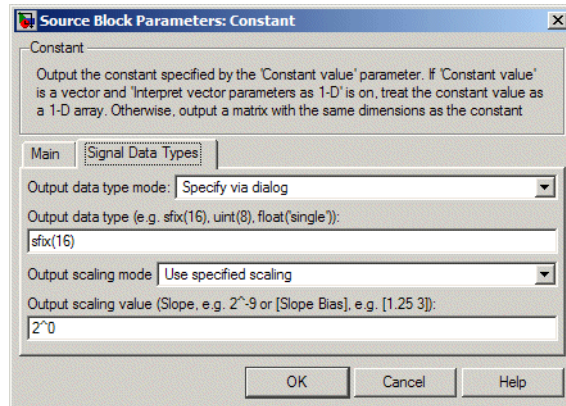 Source Block Parameters: Constant
Constant
Output the constant specified by the 'Constant value' parameter. If 'Constant value'
is a vector and 'Interpret vector parameters as 1-D' is on, treat the constant value as
a 1-D array. Otherwise, output a matrix with the same dimensions as the constant
Main Signal Data Types
Output data type mode: Specify via dialog
Output data type (e.g. sfix(16), uint(8), float('single')):
sfix(16)
Output scaling mode Use specified scaling
Output scaling value (Slope, e.g. 2^-9 or [Slope Bias], e.g. [1.25 3]):
2^0
OK Cancel Help